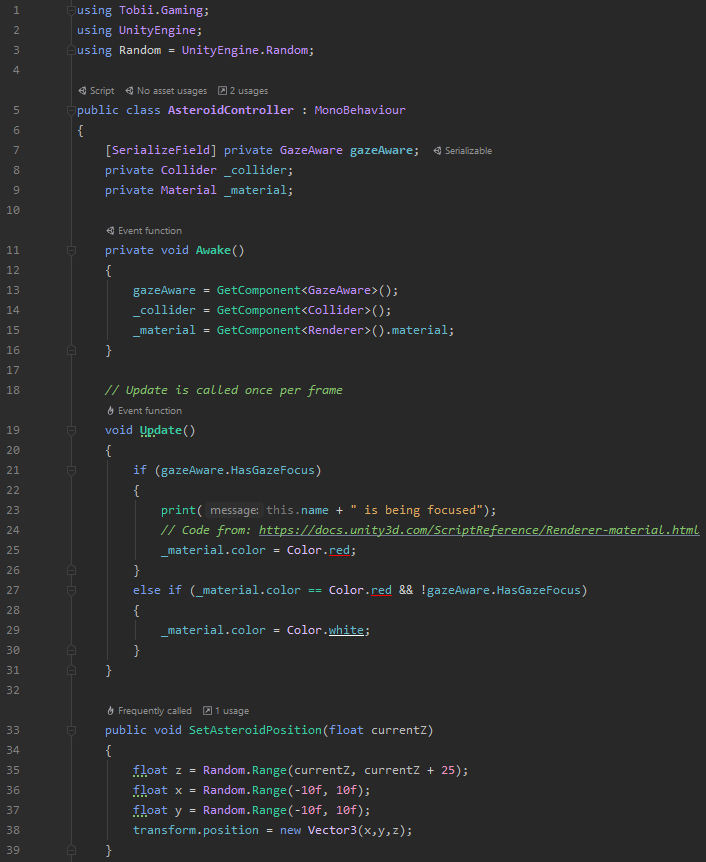 1 using Tobii.Gaming;
2 using UnityEngine;
3 using Random = UnityEngine.Random;
4
Script No asset usages 2 usages
5 public class AsteroidController : MonoBehaviour
6 {
7 [SerializeField] private GazeAware gazeAware; Serializable
8 private Collider _collider;
9 private Material _material;
10
Event function
11 private void Awake()
12 {
13 gazeAware = GetComponent<GazeAware>();
14 _collider = GetComponent<Collider>();
15 _material = GetComponent<Renderer>().material;
16 }
17
18 // Update is called once per frame
Event function
19 void Update()
20 {
21 if (gazeAware.HasGazeFocus)
22 {
23 print( message: this.name + " is being focused");
24 // Code from: https://docs.unity3d.com/ScriptReference/Renderer-material.html
25 _material.color = Color.red;
26 }
27 else if (_material.color == Color.red && !gazeAware.HasGazeFocus)
28 {
29 _material.color = Color.white;
30 }
31 }
32
Frequently called 1 usage
33 public void SetAsteroidPosition(float currentZ)
34 {
35 float z = Random.Range(currentZ, currentZ + 25);
36 float x = Random.Range(-10f, 10f);
37 float y = Random.Range(-10f, 10f);
38 transform.position = new Vector3(x,y,z);
39 }